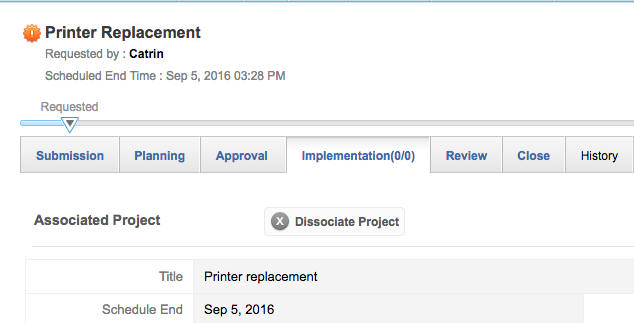 Printer Replacement
Requested by : Catrin
Scheduled End Time : Sep 5, 2016 03:28 PM
Requested
Submission Planning Approval Implementation(0/0) Review Close History
Associated Project X Dissociate Project
Title Printer replacement
Schedule End Sep 5, 2016